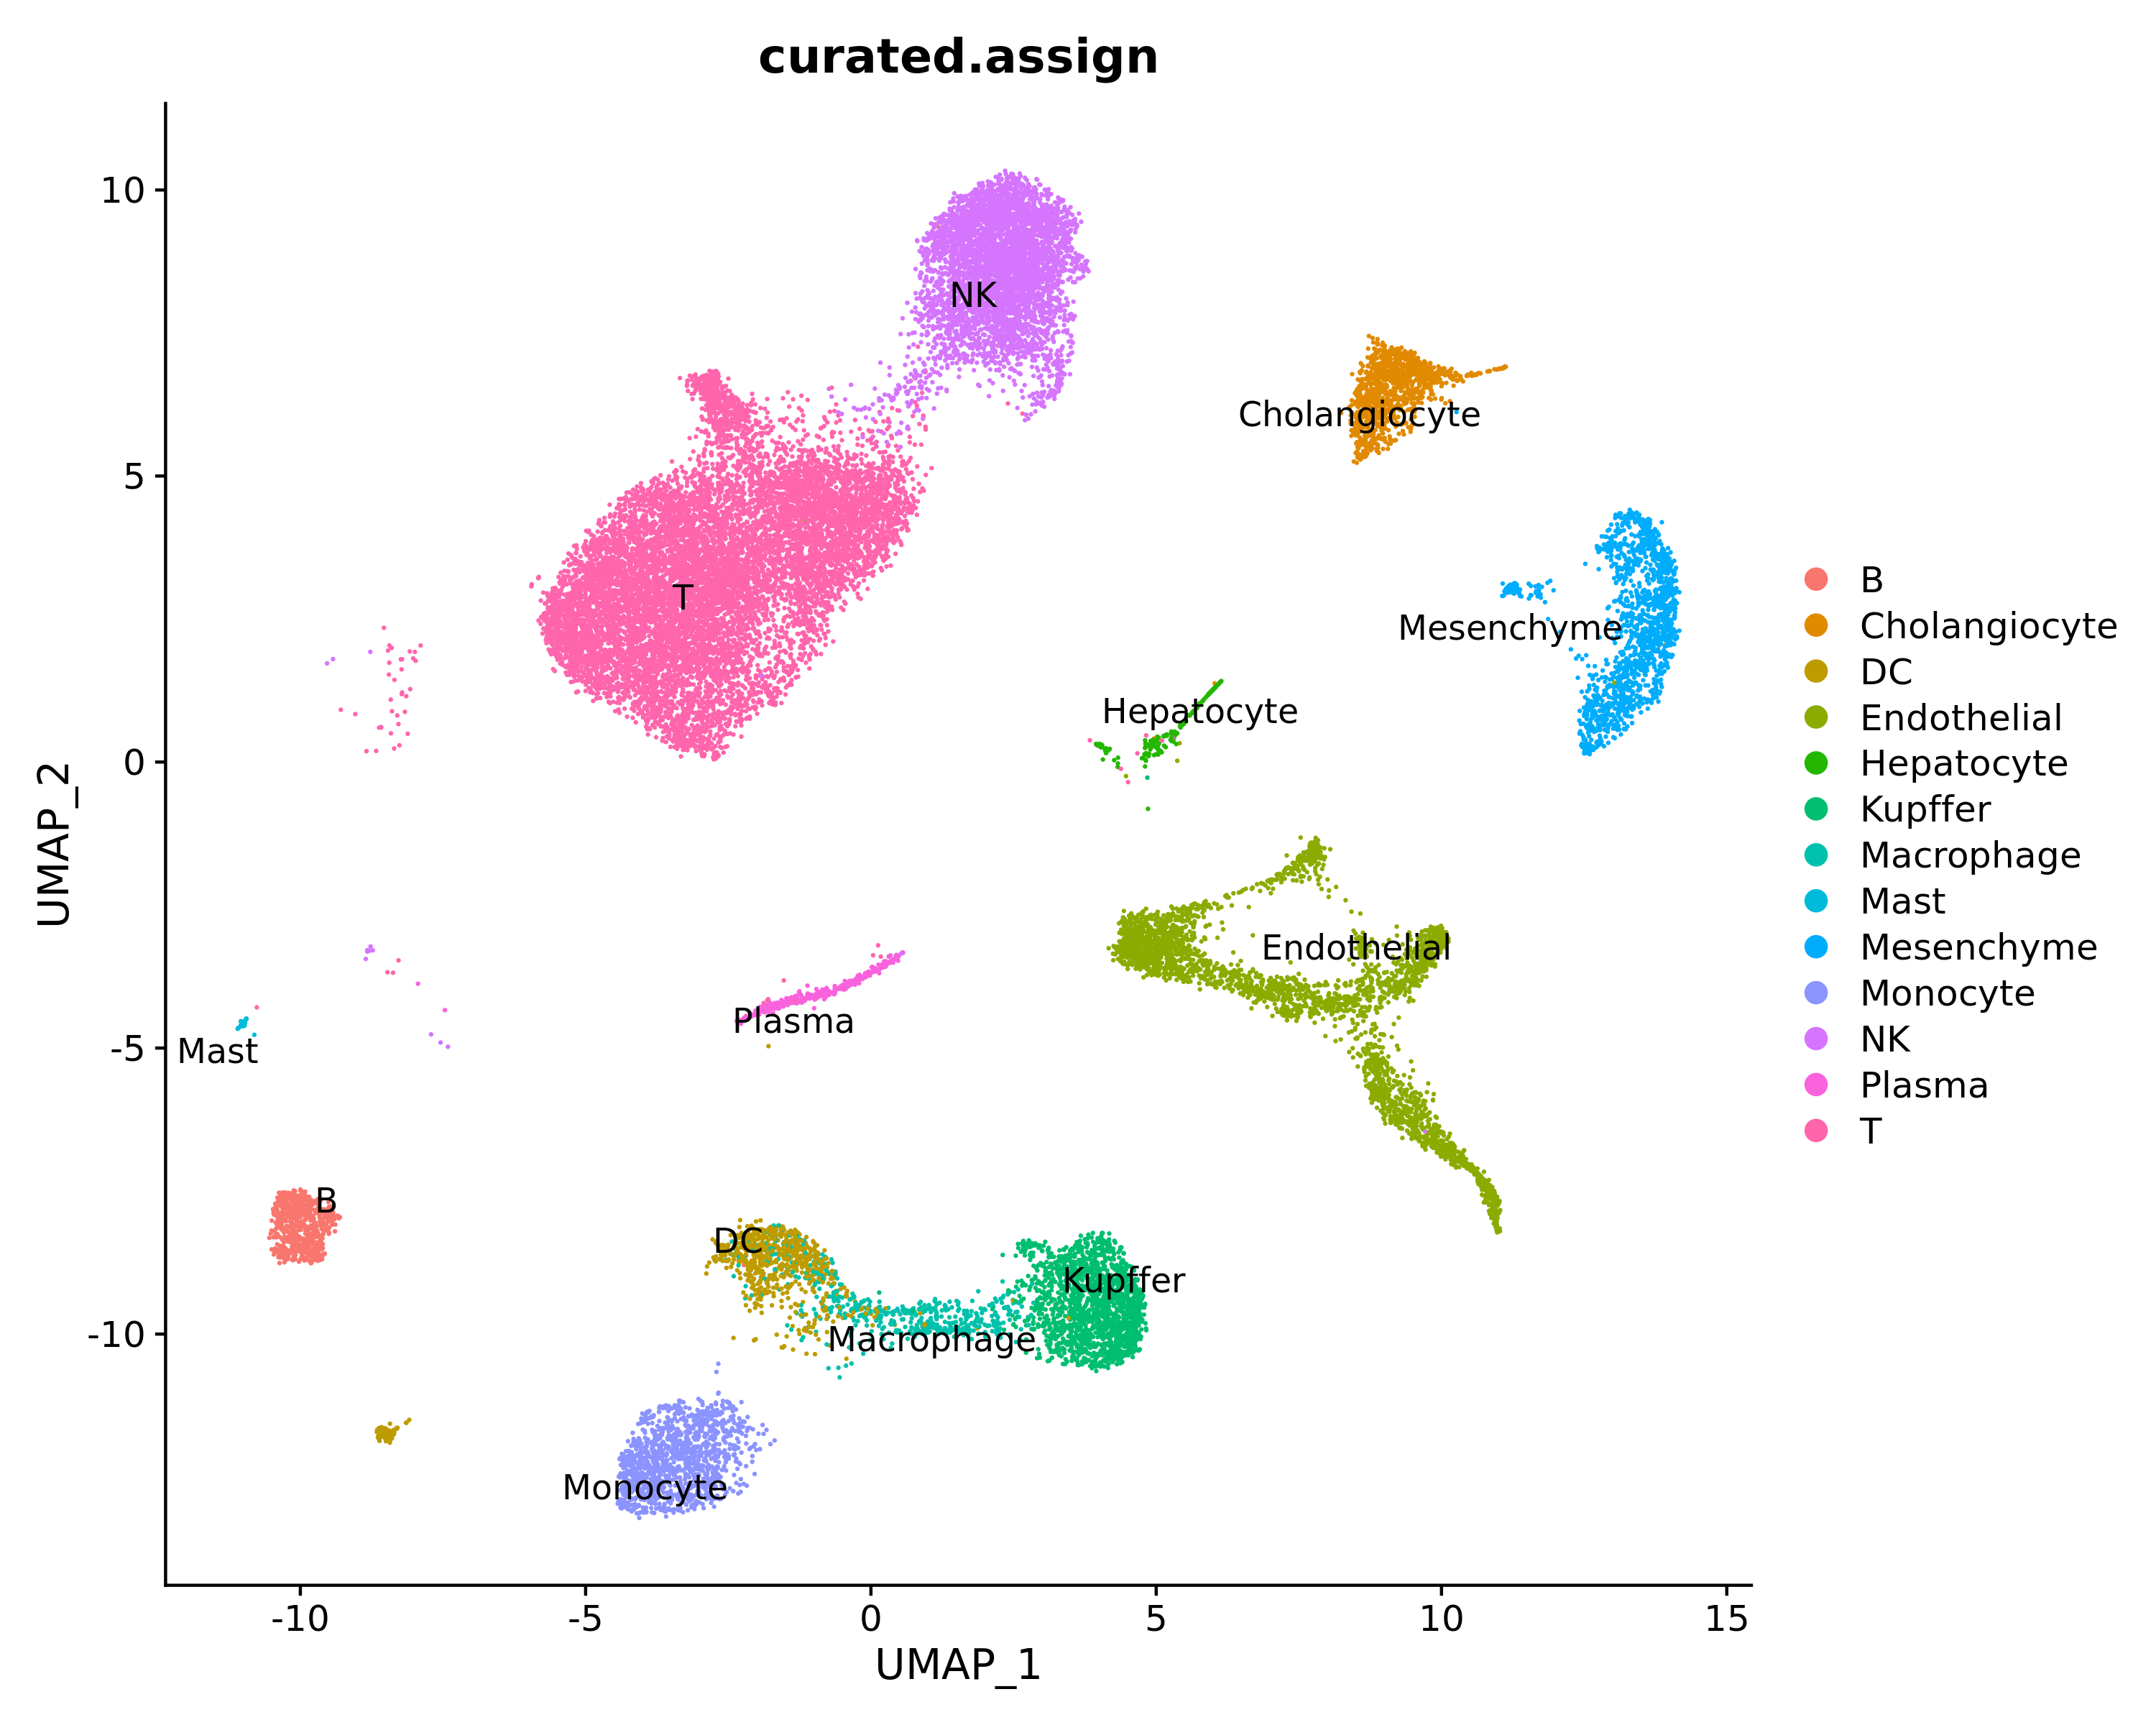 curated.assign
10
5
0
-5
-10
UMAP_2
-10
-5
0
5
10
15
UMAP_1
NK
Cholangiocyte
T
Mesenchyme
Hepatocyte
Endothelial
Plasma
Mast
B
DC
Kupffer
Macrophage
Monocyte
B
Cholangiocyte
DC
Endothelial
Hepatocyte
Kupffer
Macrophage
Mast
Mesenchyme
Monocyte
NK
Plasma
T